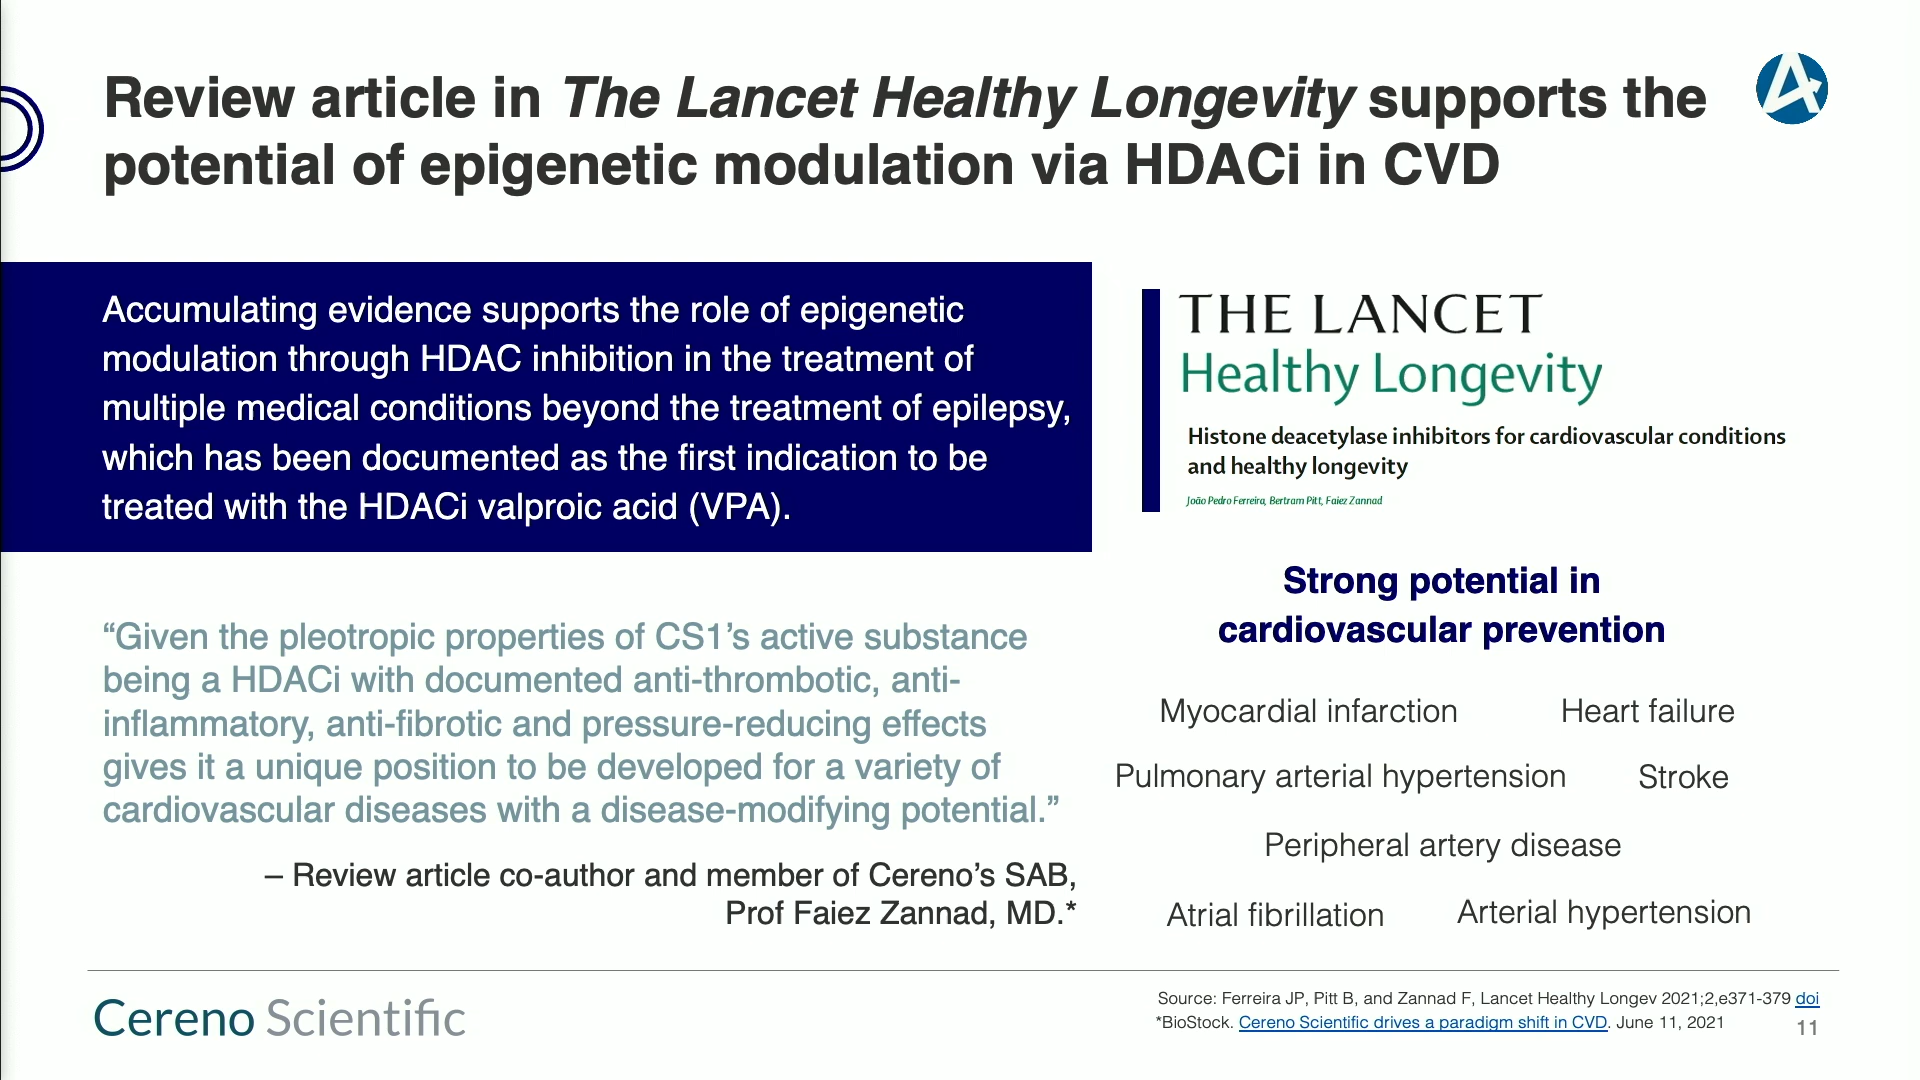 Review article in The Lancet Healthy Longevity supports the
potential of epigenetic modulation via HDACi in CVD
Accumulating evidence supports the role of epigenetic
modulation through HDAC inhibition in the treatment of
multiple medical conditions beyond the treatment of epilepsy,
which has been documented as the first indication to be
treated with the HDACi valproic acid (VPA).
“Given the pleotropic properties of CS1’s active substance
being a HDACi with documented anti-thrombotic, anti-
inflammatory, anti-fibrotic and pressure-reducing effects
gives it a unique position to be developed for a variety of
cardiovascular diseases with a disease-modifying potential.”
– Review article co-author and member of Cereno’s SAB,
Prof Faiez Zannad, MD.*
THE LANCET
Healthy Longevity
Histone deacetylase inhibitors for cardiovascular conditions
and healthy longevity
João Pedro Ferreira, Bertram Pitt, Faiez Zannad
Strong potential in
cardiovascular prevention
Myocardial infarction Heart failure
Pulmonary arterial hypertension Stroke
Peripheral artery disease
Atrial fibrillation Arterial hypertension
Cereno Scientific
Source: Ferreira JP, Pitt B, and Zannad F, Lancet Healthy Longev 2021;2,e371-379 doi
*BioStock. Cereno Scientific drives a paradigm shift in CVD. June 11, 2021
11